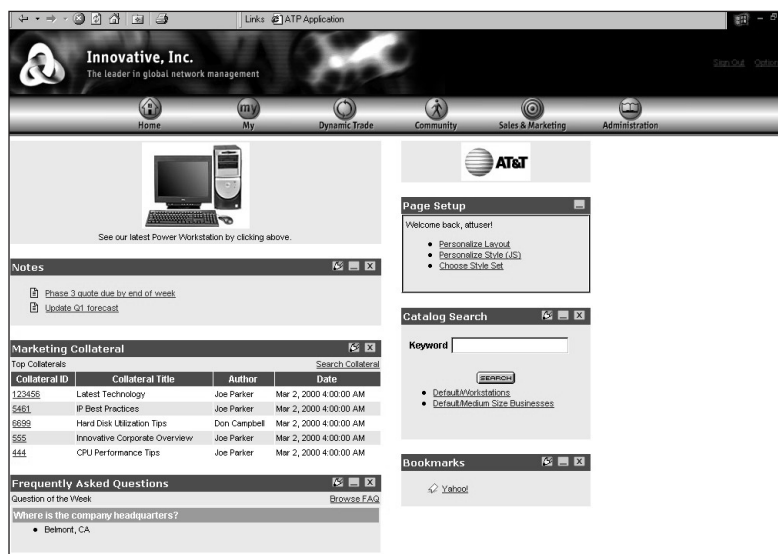 Links ATP Application
Innovative, Inc.
The leader in global network management
Sign Out Option
my
Home My Dynamic Trade Community Sales & Marketing Administration
See our latest Power Workstation by clicking above.
Notes
Phase 3 quote due by end of week
Update Q1 forecast
Marketing Collateral
Top Collaterals Search Collateral
Collateral ID Collateral Title Author Date
123456 Latest Technology Joe Parker Mar 2, 2000 4:00:00 AM
5461 IP Best Practices Joe Parker Mar 2, 2000 4:00:00 AM
6699 Hard Disk Utilization Tips Don Campbell Mar 2, 2000 4:00:00 AM
555 Innovative Corporate Overview Joe Parker Mar 2, 2000 4:00:00 AM
444 CPU Performance Tips Joe Parker Mar 2, 2000 4:00:00 AM
Frequently Asked Questions
Question of the Week Browse FAQ
Where is the company headquarters?
Belmont, CA
AT&T
Page Setup
Welcome back, attuser!
Personalize Layout
Personalize Style (JS)
Choose Style Set
Catalog Search
Keyword
SEARCH
Default/Workstations
Default/Medium Size Businesses
Bookmarks
Yahoo!